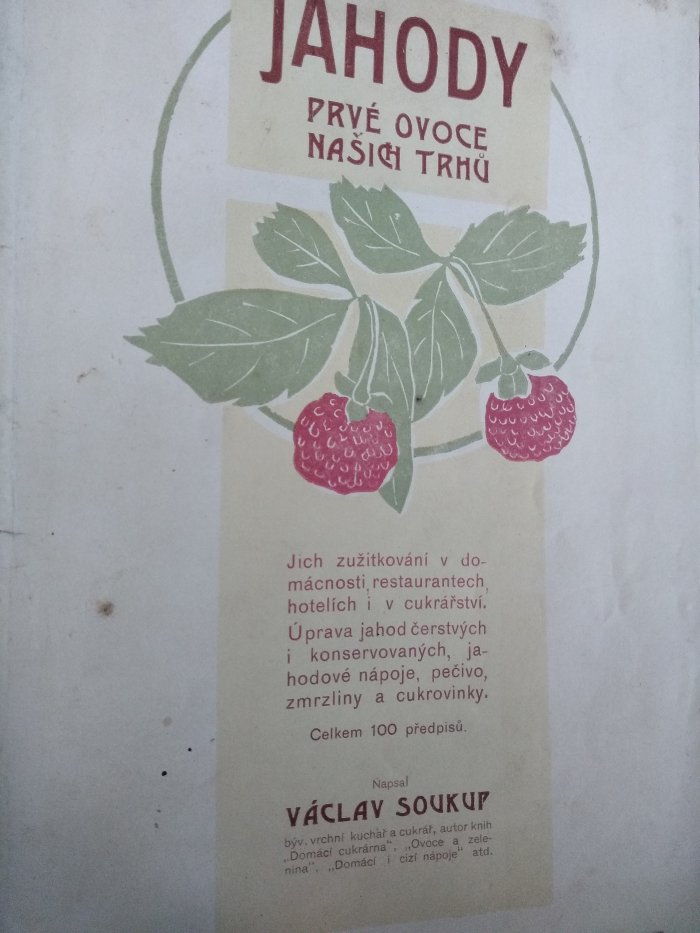 JAHODY
PRVÉ OVOCE
NAŠICH TRHŮ
Jich zužitkování v do-
mácnosti, restaurantech,
hotelích i v cukrářství.
Úprava jahod čerstvých
i konservovaných, ja-
hodové nápoje, pečivo,
zmrzliny a cukrovinky.
Celkem 100 předpisů.
Napsal
VÁCLAV SOUKUP
býv. vrchní kuchař a cukrář, autor knih
„Domácí cukrárna", „Ovoce a zele-
nina", „Domácí i cizí nápoje" atd.